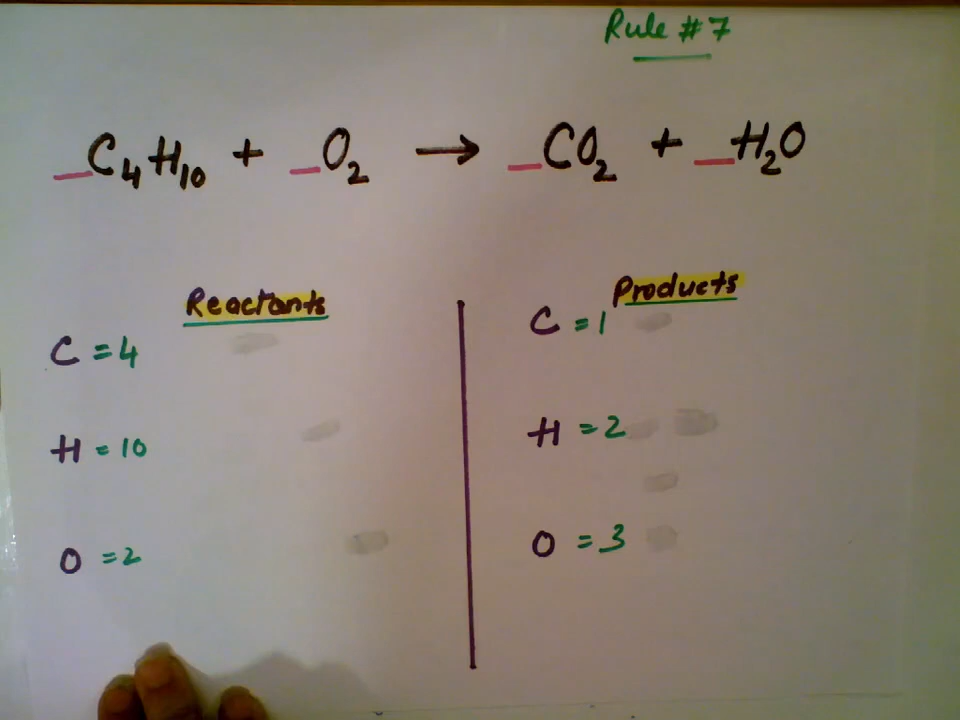 Rule #7
_C₄H₁₀ + _O₂ → _CO₂ + _H₂O
Reactants
Products
C = 4
C = 1
H = 10
H = 2
O = 2
O = 3